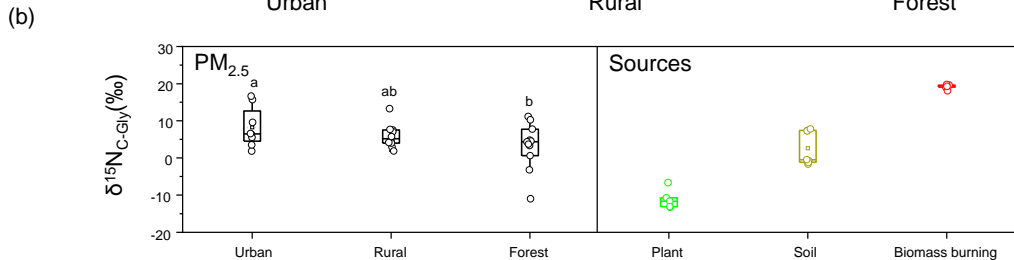 Urban Rural Forest
(b)
30
20
10
0
-10
-20
δ¹⁵N_C-Gly(‰)
PM2.5
a
ab
b
Sources
Urban Rural Forest Plant Soil Biomass burning